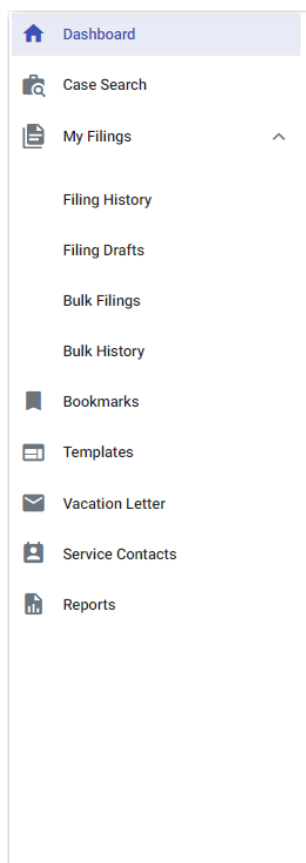 Dashboard
Case Search
My Filings
Filing History
Filing Drafts
Bulk Filings
Bulk History
Bookmarks
Templates
Vacation Letter
Service Contacts
Reports